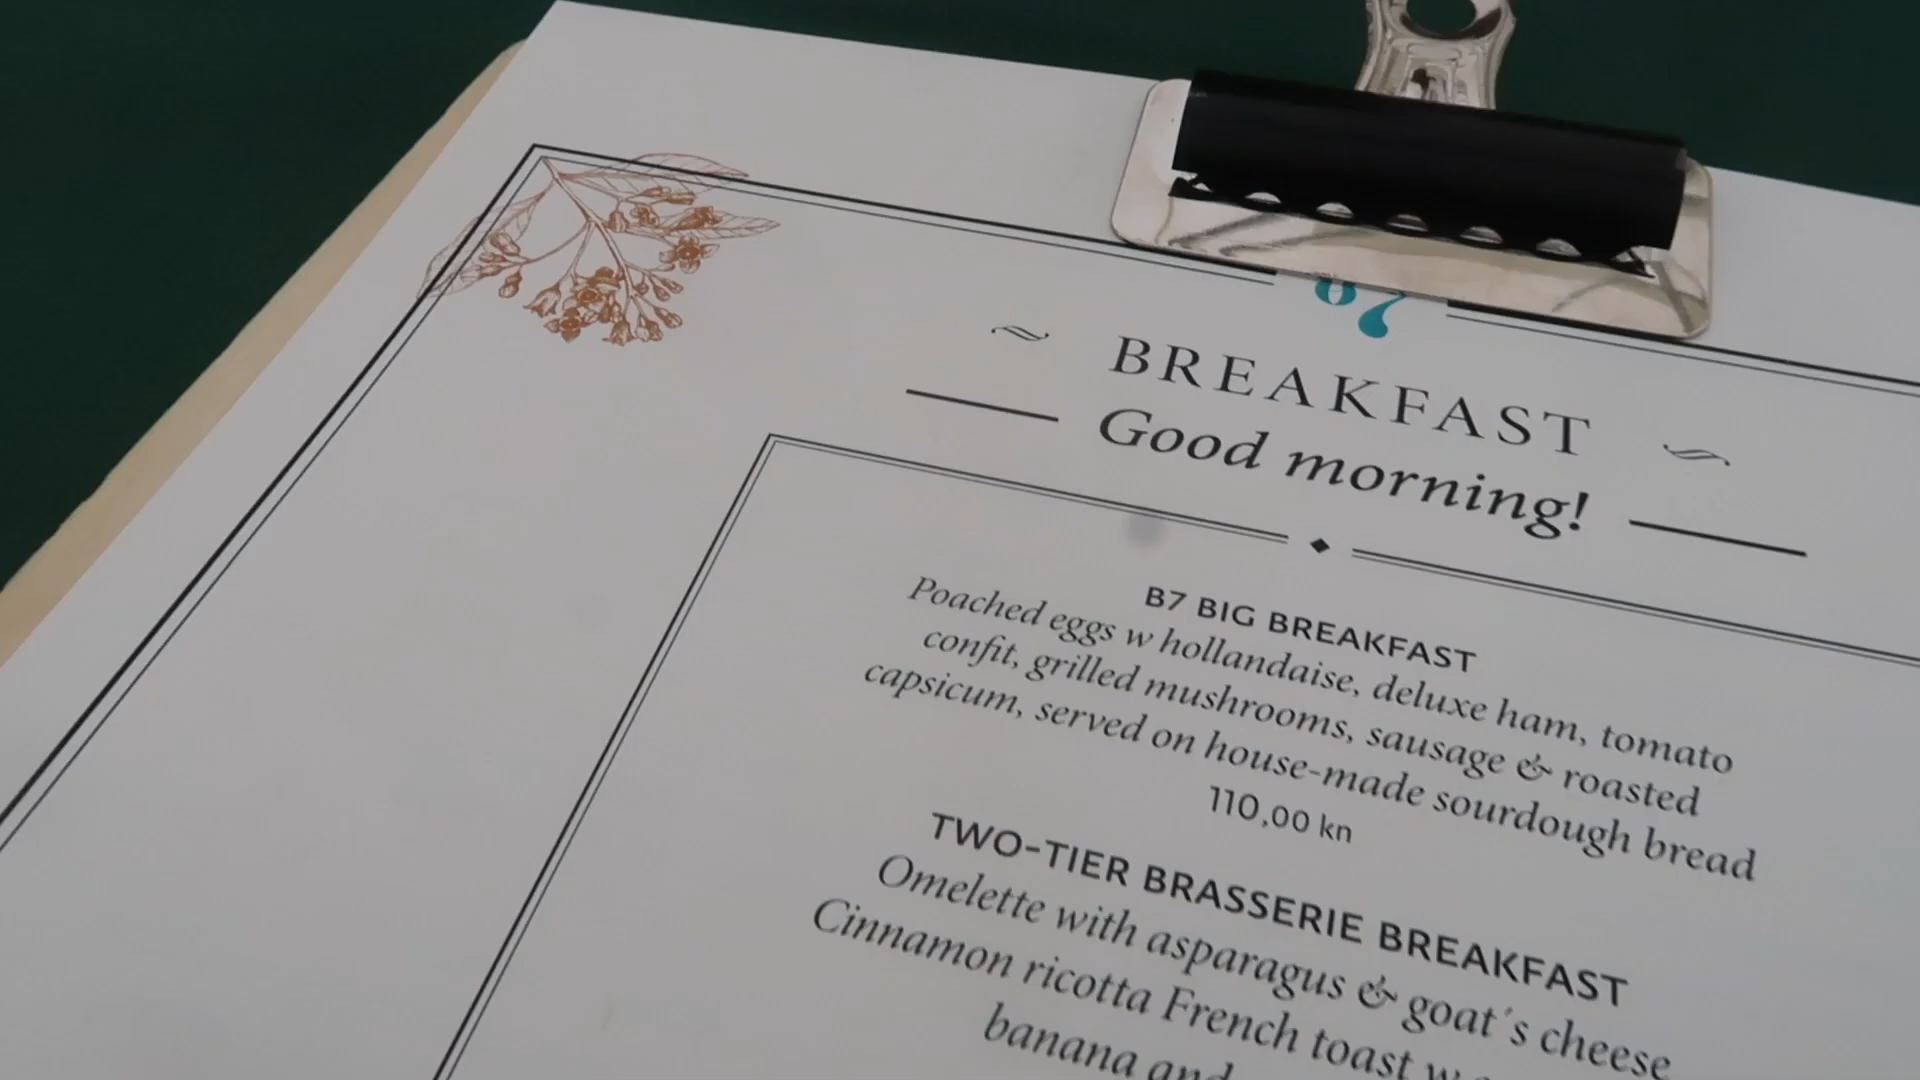 BREAKFAST
Good morning!
B7 BIG BREAKFAST
Poached eggs w hollandaise, deluxe ham, tomato
confit, grilled mushrooms, sausage & roasted
capsicum, served on house-made sourdough bread
110,00 kn
TWO-TIER BRASSERIE BREAKFAST
Omelette with asparagus & goat's cheese
Cinnamon ricotta French toast w
banana and